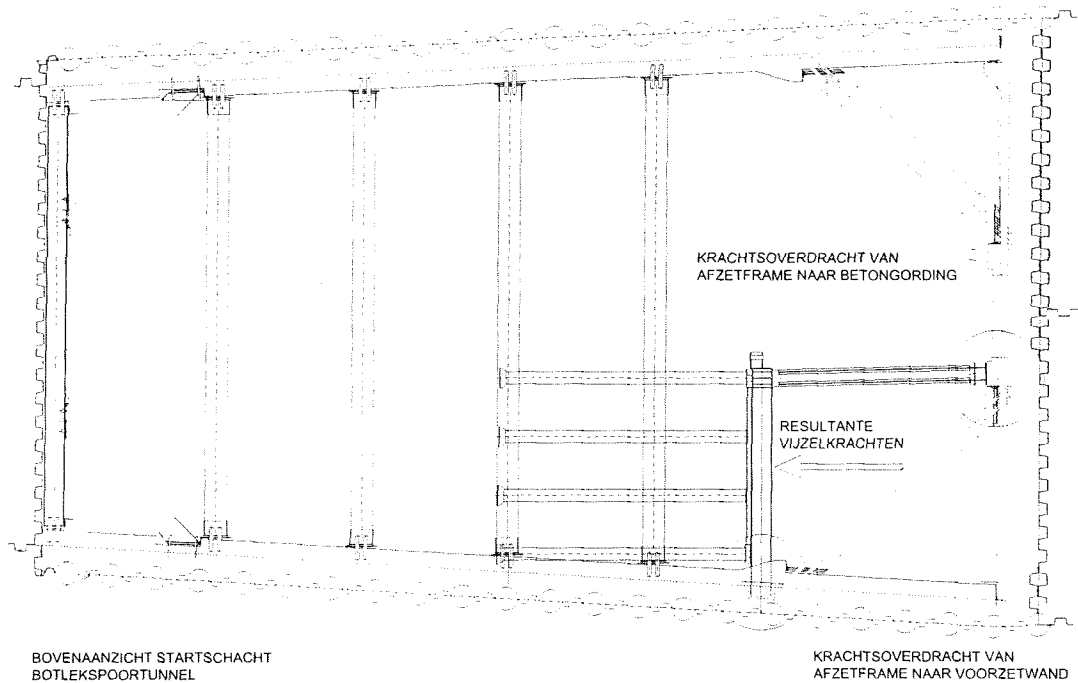 KRACHTSOVERDRACHT VAN
AFZETFRAME NAAR BETONGORDING
RESULTANTE
VIJZELKRACHTEN
BOVENAANZICHT STARTSCHACHT
BOTLEKSPOORTUNNEL
KRACHTSOVERDRACHT VAN
AFZETFRAME NAAR VOORZETWAND